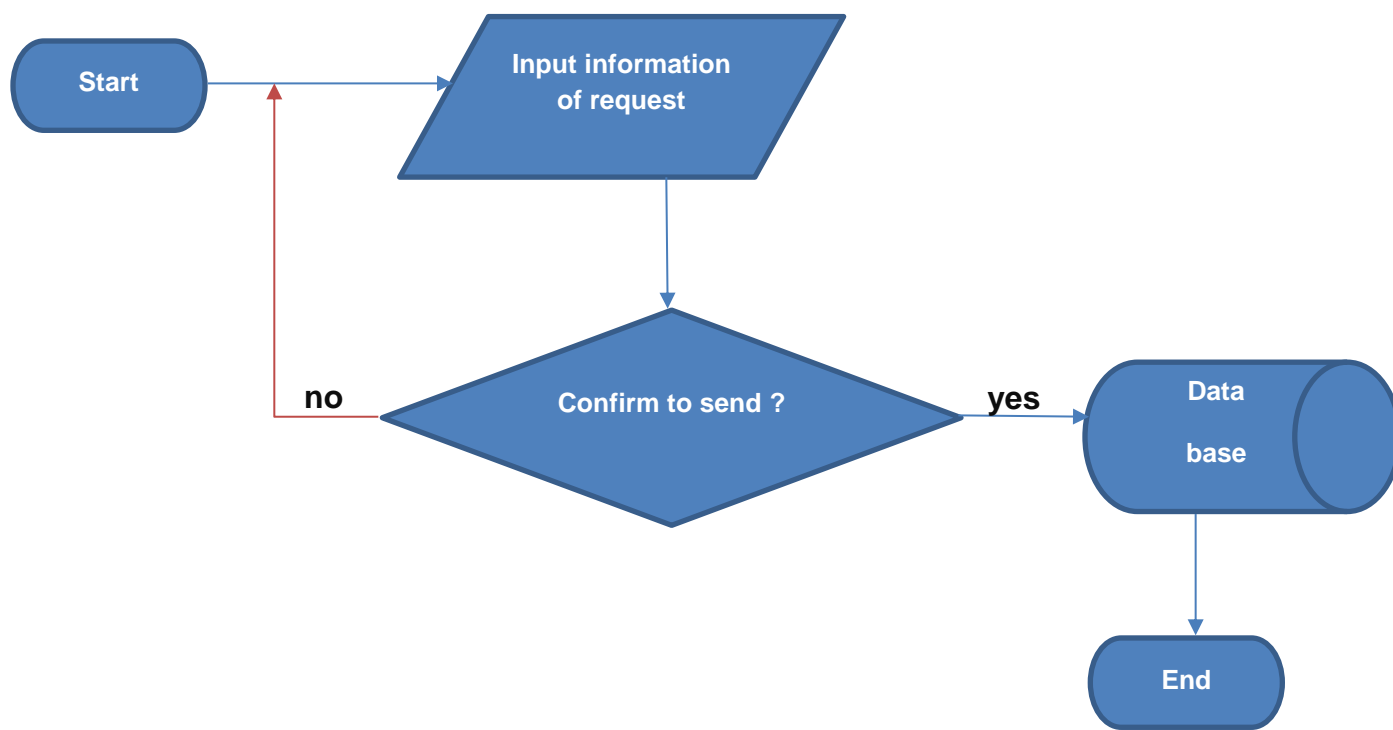 Start
Input information
of request
Confirm to send ?
no
yes
Data
base
End